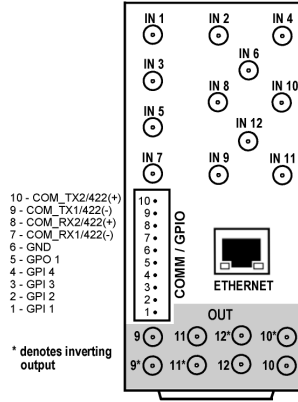 IN 1 IN 2 IN 4
IN 6
IN 3
IN 8 IN 10
IN 5
IN 12
IN 7 IN 9 IN 11
10 - COM_TX2/422(+)
9 - COM_TX1/422(-)
8 - COM_RX2/422(+)
7 - COM_RX1/422(-)
6 - GND
5 - GPO 1
4 - GPI 4
3 - GPI 3
2 - GPI 2
1 - GPI 1
10
9
8
7
6
5
4
3
2
1
COMM / GPIO
ETHERNET
OUT
9 11 12* 10*
9* 11* 12 10
* denotes inverting
output